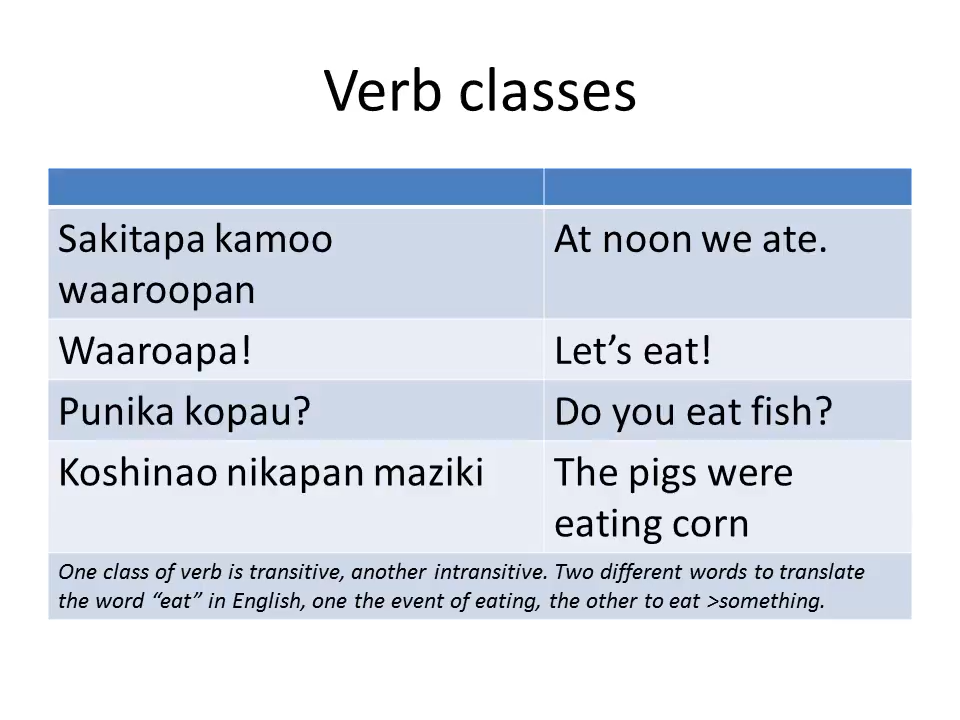 Verb classes
Sakitapa kamoo
waaroopan
At noon we ate.
Waaroapa!
Let’s eat!
Punika kopau?
Do you eat fish?
Koshinao nikapan maziki
The pigs were
eating corn
One class of verb is transitive, another intransitive. Two different words to translate
the word “eat” in English, one the event of eating, the other to eat >something.